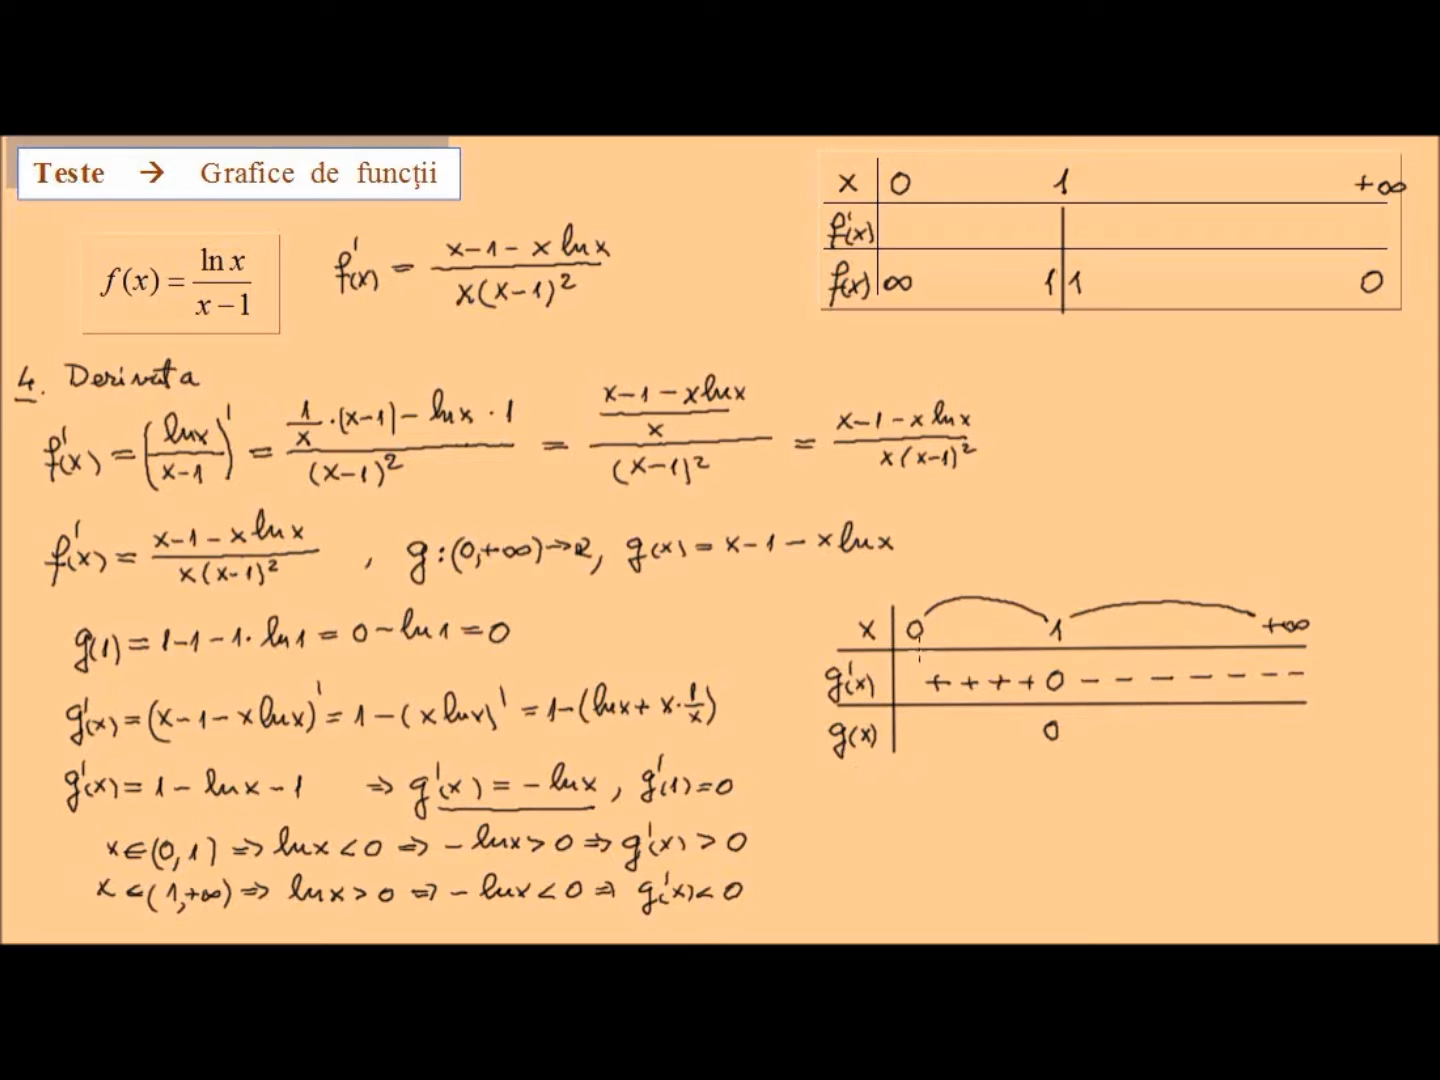 Teste → Grafice de funcţii
f(x) = ln x / (x − 1)
f'(x) = (x−1−x ln x) / (x(x−1)²)
x | 0 1 +∞
f'(x) |
f(x) | ∞ 1 | 1 0
4. Derivata
f'(x) = (ln x / (x−1))' = (1/x · (x−1) − ln x · 1) / (x−1)² = ((x−1−x ln x) / x) / (x−1)² = (x−1−x ln x) / (x(x−1)²)
f'(x) = (x−1−x ln x) / (x(x−1)²) , g:(0,+∞)→R, g(x) = x−1−x ln x
g(1) = 1−1−1·ln 1 = 0−ln 1 = 0
g'(x) = (x−1−x ln x)' = 1−(x ln x)' = 1−(ln x + x·1/x)
g'(x) = 1−ln x−1 ⇒ g'(x) = −ln x, g'(1)=0
x∈(0,1) ⇒ ln x<0 ⇒ −ln x>0 ⇒ g'(x)>0
x∈(1,+∞) ⇒ ln x>0 ⇒ −ln x<0 ⇒ g'(x)<0
x | 0 1 +∞
g'(x) | + + + + 0 − − − − − − −
g(x) | 0